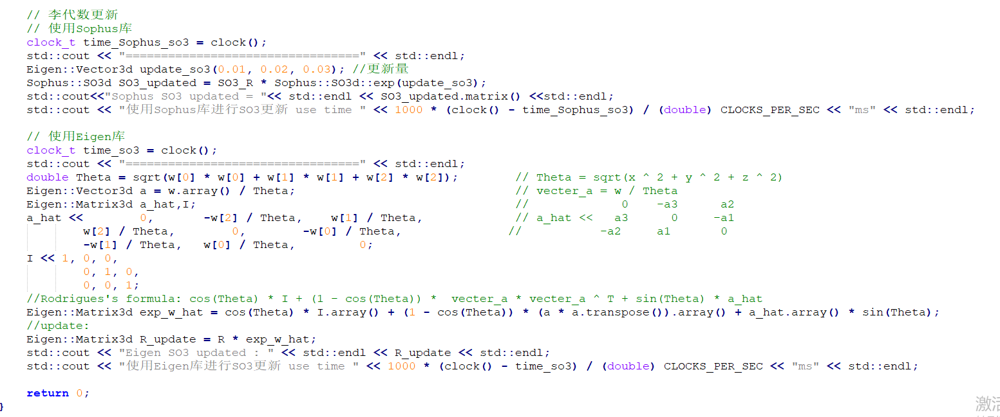 // 李代数更新
// 使用Sophus库
clock_t time_Sophus_so3 = clock();
std::cout << "=================================" << std::endl;
Eigen::Vector3d update_so3(0.01, 0.02, 0.03); //更新量
Sophus::SO3d SO3_updated = SO3_R * Sophus::SO3d::exp(update_so3);
std::cout<<"Sophus SO3 updated = "<< std::endl << SO3_updated.matrix() <<std::endl;
std::cout << "使用Sophus库进行SO3更新 use time " << 1000 * (clock() - time_Sophus_so3) / (double) CLOCKS_PER_SEC << "ms" << std::endl;
// 使用Eigen库
clock_t time_so3 = clock();
std::cout << "=================================" << std::endl;
double Theta = sqrt(w[0] * w[0] + w[1] * w[1] + w[2] * w[2]); // Theta = sqrt(x ^ 2 + y ^ 2 + z ^ 2)
Eigen::Vector3d a = w.array() / Theta; // vecter_a = w / Theta
Eigen::Matrix3d a_hat,I; // 0 -a3 a2
a_hat << 0, -w[2] / Theta, w[1] / Theta, // a_hat << a3 0 -a1
w[2] / Theta, 0, -w[0] / Theta, // -a2 a1 0
-w[1] / Theta, w[0] / Theta, 0;
I << 1, 0, 0,
0, 1, 0,
0, 0, 1;
//Rodrigues's formula: cos(Theta) * I + (1 - cos(Theta)) * vecter_a * vecter_a ^ T + sin(Theta) * a_hat
Eigen::Matrix3d exp_w_hat = cos(Theta) * I.array() + (1 - cos(Theta)) * (a * a.transpose()).array() + a_hat.array() * sin(Theta);
//update:
Eigen::Matrix3d R_update = R * exp_w_hat;
std::cout << "Eigen SO3 updated : " << std::endl << R_update << std::endl;
std::cout << "使用Eigen库进行SO3更新 use time " << 1000 * (clock() - time_so3) / (double) CLOCKS_PER_SEC << "ms" << std::endl;
return 0;
}
激活